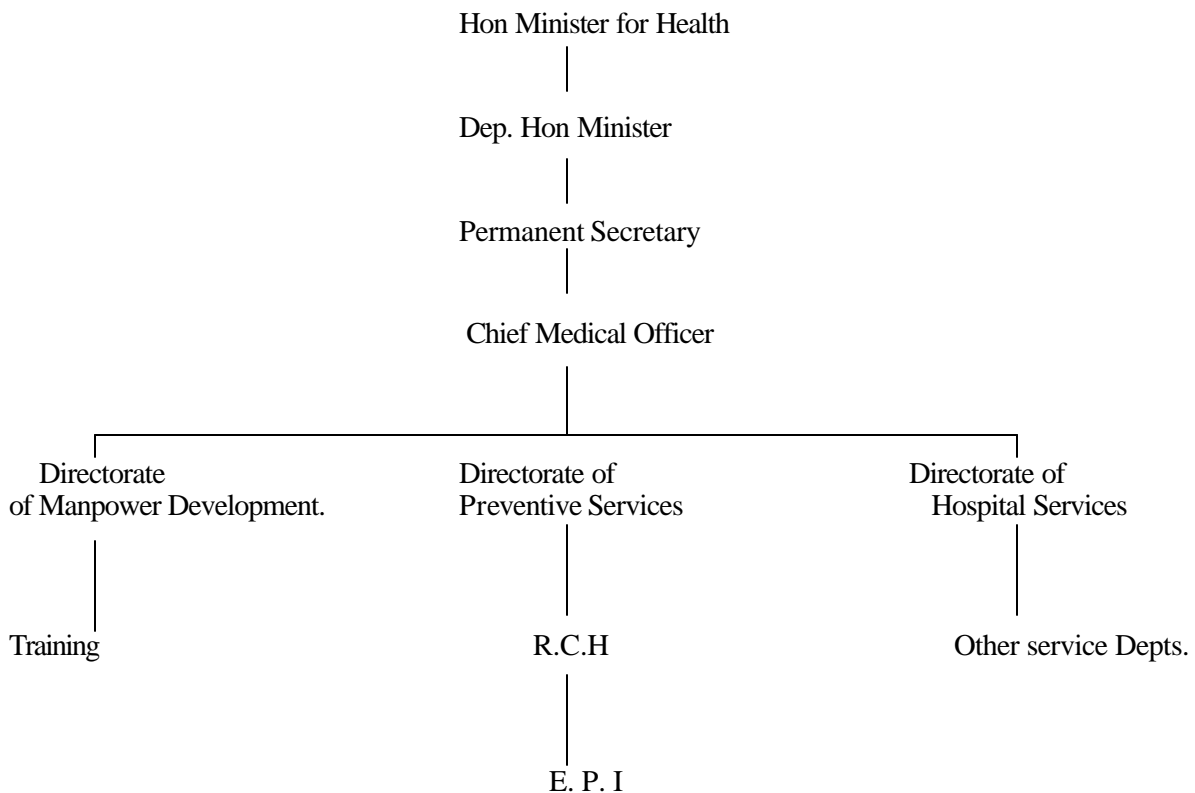 Hon Minister for Health
Dep. Hon Minister
Permanent Secretary
Chief Medical Officer
Directorate
of Manpower Development.
Directorate of
Preventive Services
Directorate of
Hospital Services
Training
R.C.H
Other service Depts.
E. P. I